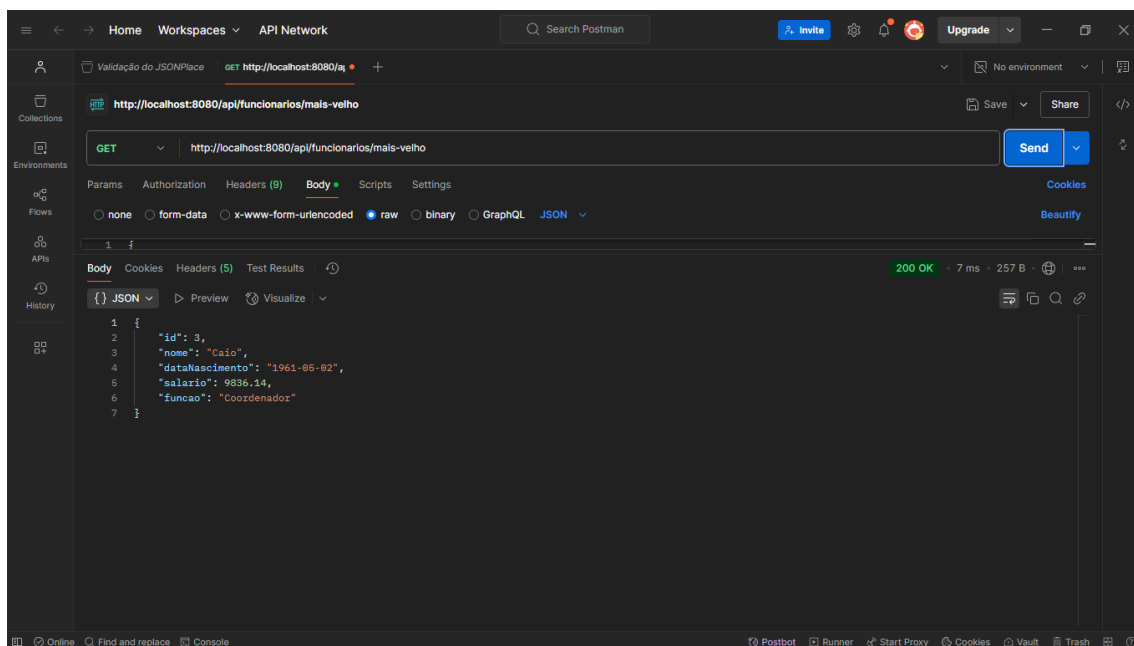 Home Workspaces API Network Search Postman Invite Upgrade
Validação do JSONPlace GET http://localhost:8080/a No environment
http://localhost:8080/api/funcionarios/mais-velho Save Share
GET http://localhost:8080/api/funcionarios/mais-velho Send
Params Authorization Headers (9) Body Scripts Settings Cookies
none form-data x-www-form-urlencoded raw binary GraphQL JSON Beautify
1 {
Body Cookies Headers (5) Test Results 200 OK 7 ms 257 B
{} JSON Preview Visualize
1 {
2 "id": 3,
3 "nome": "Caio",
4 "dataNascimento": "1961-05-02",
5 "salario": 9836.14,
6 "funcao": "Coordenador"
7 }
Collections
Environments
Flows
APIs
History
Online Find and replace Console Postbot Runner Start Proxy Cookies Vault Trash